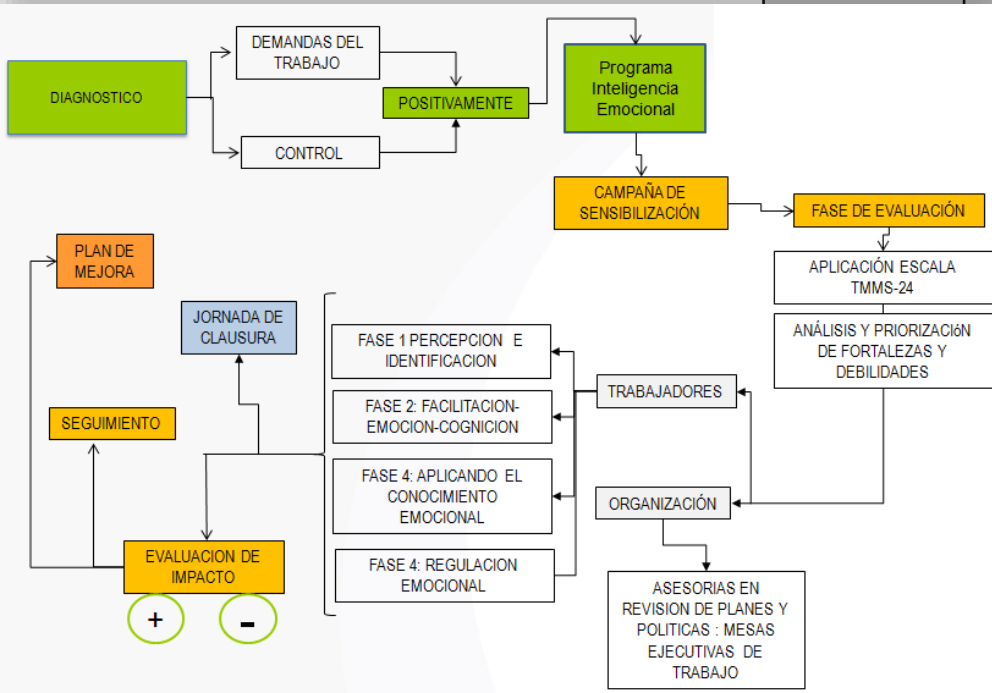 DIAGNOSTICO
DEMANDAS DEL
TRABAJO
CONTROL
POSITIVAMENTE
Programa
Inteligencia
Emocional
CAMPAÑA DE
SENSIBILIZACIÓN
FASE DE EVALUACIÓN
APLICACIÓN ESCALA
TMMS-24
ANÁLISIS Y PRIORIZACIóN
DE FORTALEZAS Y
DEBILIDADES
TRABAJADORES
ORGANIZACIÓN
ASESORIAS EN
REVISION DE PLANES Y
POLITICAS : MESAS
EJECUTIVAS DE
TRABAJO
FASE 1 PERCEPCION E
IDENTIFICACION
FASE 2: FACILITACION-
EMOCION-COGNICION
FASE 4: APLICANDO EL
CONOCIMIENTO
EMOCIONAL
FASE 4: REGULACION
EMOCIONAL
JORNADA DE
CLAUSURA
PLAN DE
MEJORA
SEGUIMIENTO
EVALUACION DE
IMPACTO
+
-